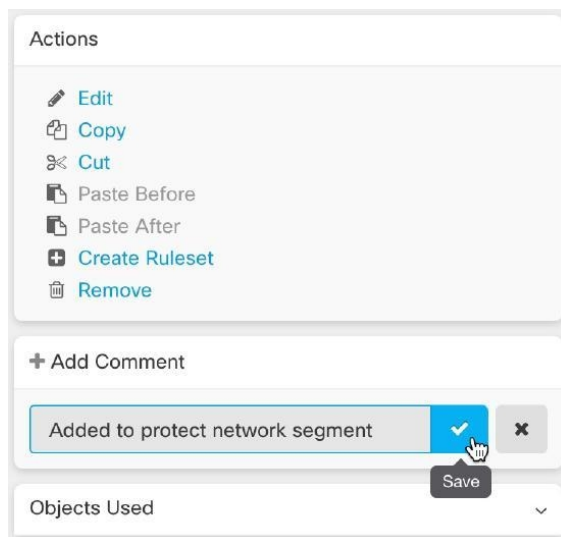 Actions
Edit
Copy
Cut
Paste Before
Paste After
Create Ruleset
Remove
Add Comment
Added to protect network segment
Save
Objects Used